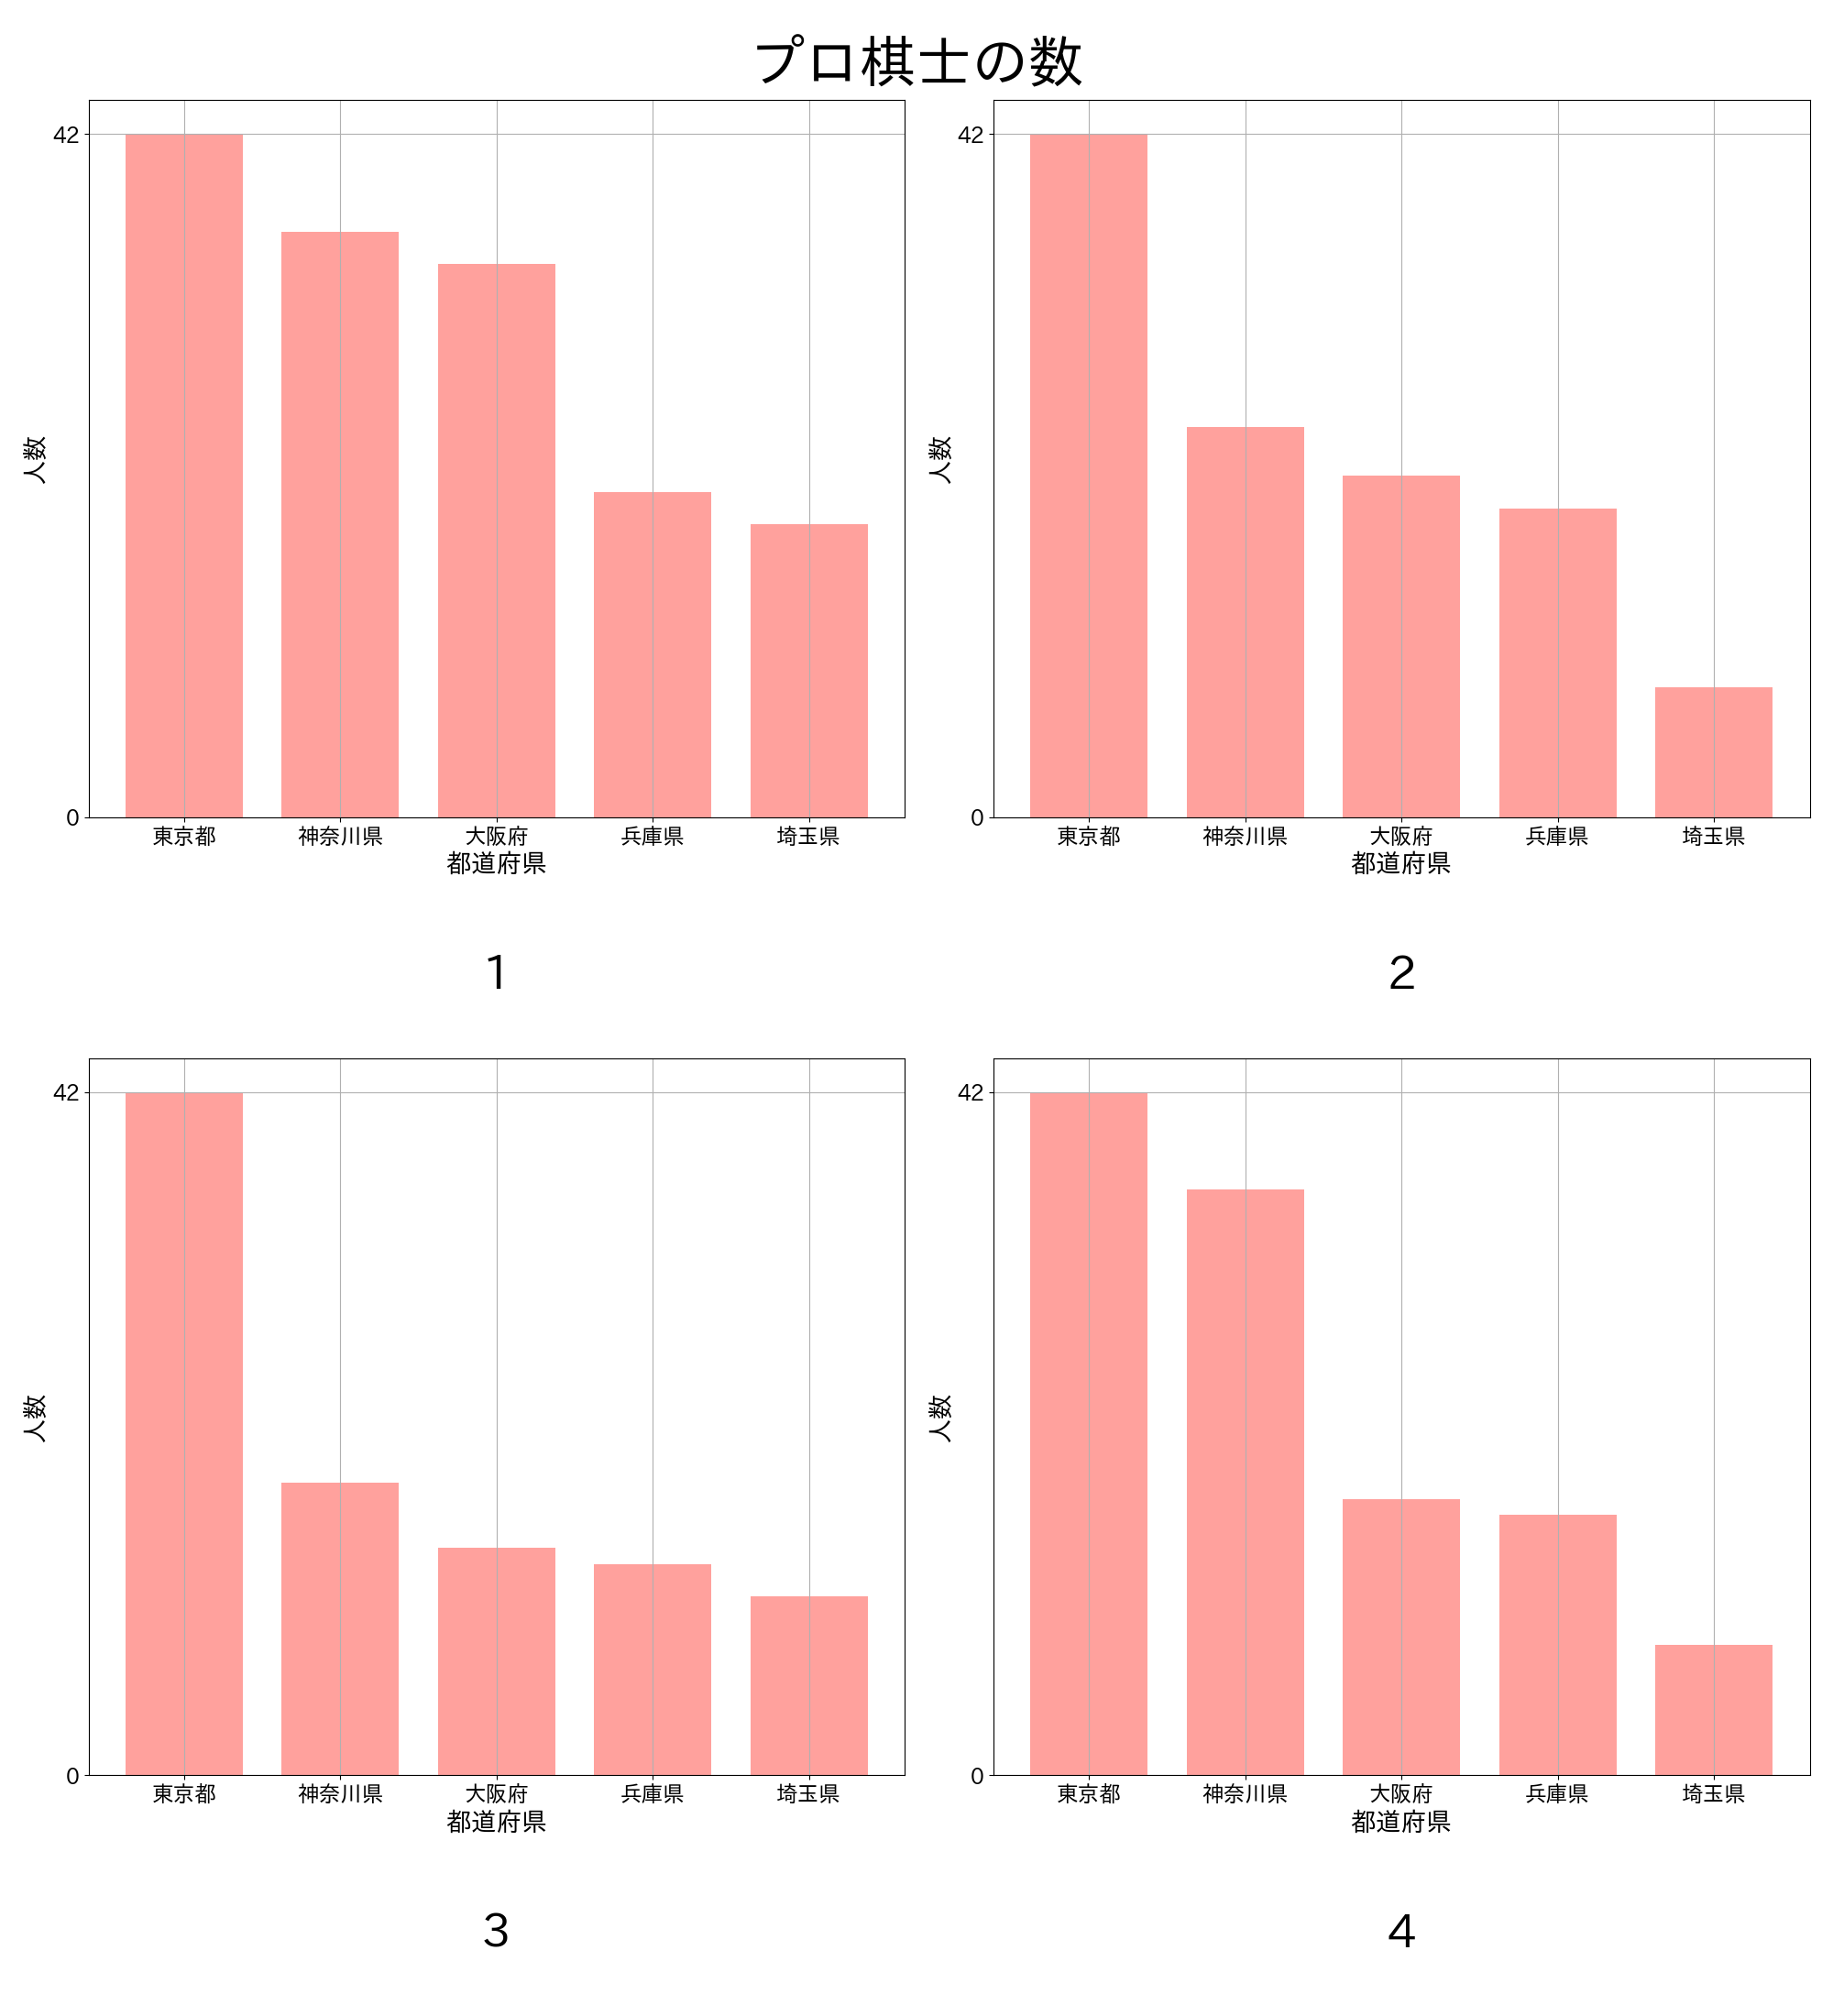 プロ棋士の数
42
0
人数
東京都 神奈川県 大阪府 兵庫県 埼玉県
都道府県
1
42
0
人数
東京都 神奈川県 大阪府 兵庫県 埼玉県
都道府県
2
42
0
人数
東京都 神奈川県 大阪府 兵庫県 埼玉県
都道府県
3
42
0
人数
東京都 神奈川県 大阪府 兵庫県 埼玉県
都道府県
4